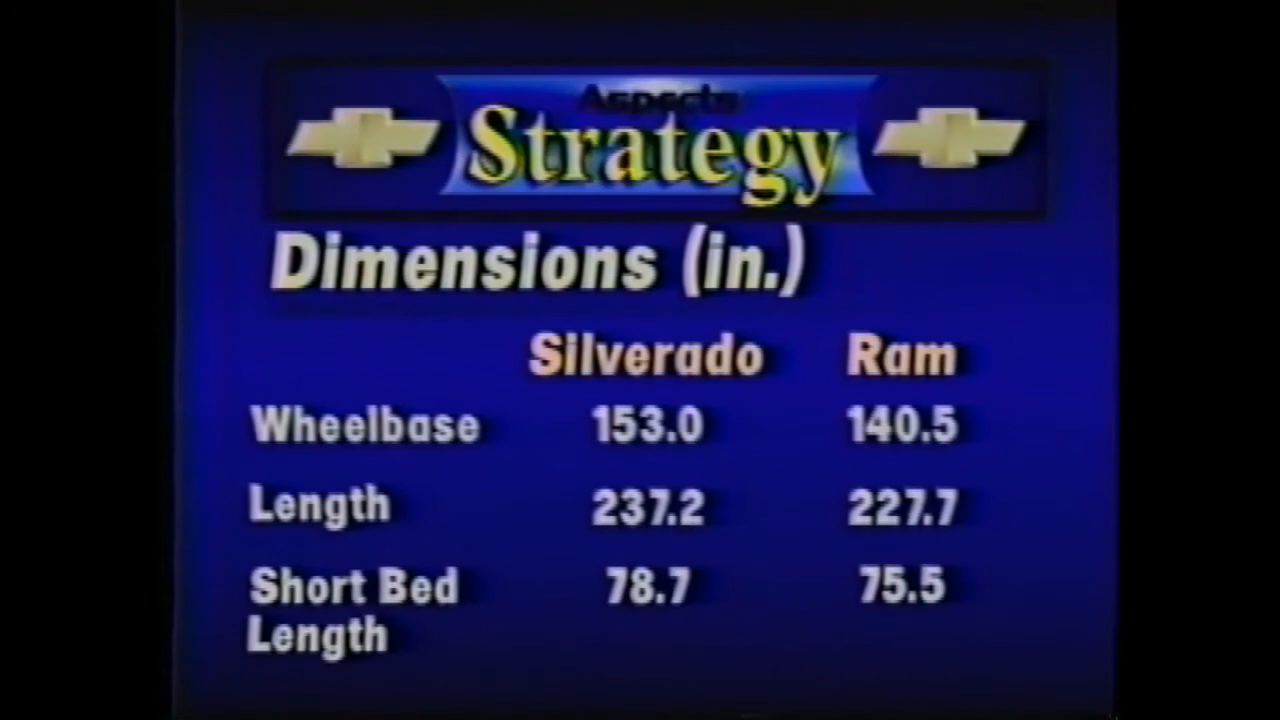 Aspects
Strategy
Dimensions (in.)
Silverado Ram
Wheelbase 153.0 140.5
Length 237.2 227.7
Short Bed 78.7 75.5
Length